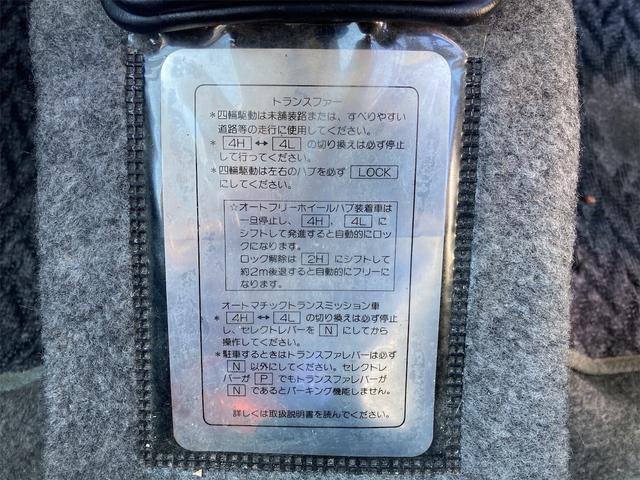 トランスファー
*四輪駆動は未舗装路または、すべりやすい
道路等の走行に使用してください。
* 4H ↔ 4L の切り換えは必ず停止
して行ってください。
*四輪駆動は左右のハブを必ず LOCK
にしてください。
☆オートフリーホイールハブ装着車は
一旦停止し、 4H 、 4L に
シフトして発進すると自動的にロッ
クになります。
ロック解除は 2H にシフトして
約2m後退すると自動的にフリーに
なります。
オートマチックトランスミッション車
* 4H ↔ 4L の切り換えは必ず停止
し、セレクトレバーを N にしてから
操作してください。
*駐車するときはトランスファレバーは必ず
N 以外にしてください。セレクトレ
バーが P でもトランスファレバーが
N であるとパーキング機能しません。
詳しくは取扱説明書を読んでください。